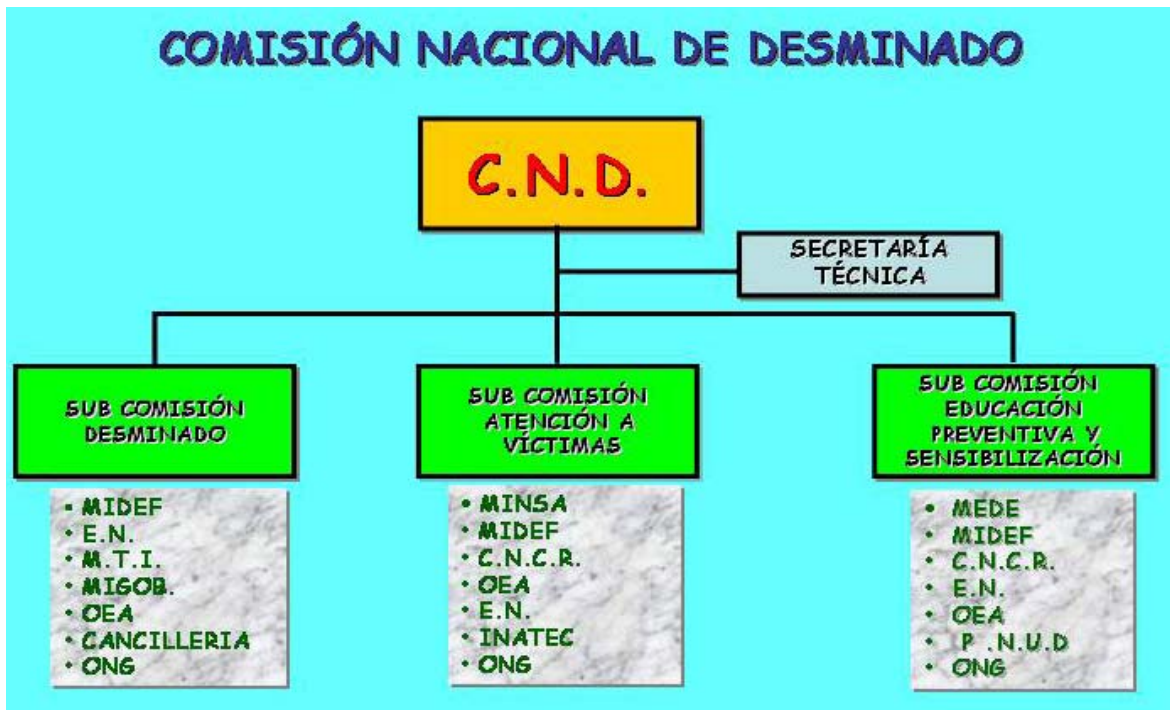 COMISIÓN NACIONAL DE DESMINADO
C.N.D.
SECRETARÍA
TÉCNICA
SUB COMISIÓN
DESMINADO
• MIDEF
• E.N.
• M.T.I.
• MIGOB.
• OEA
• CANCILLERIA
• ONG
SUB COMISIÓN
ATENCIÓN A
VÍCTIMAS
• MINSA
• MIDEF
• C.N.C.R.
• OEA
• E.N.
• INATEC
• ONG
SUB COMISIÓN
EDUCACIÓN
PREVENTIVA Y
SENSIBILIZACIÓN
• MEDE
• MIDEF
• C.N.C.R.
• E.N.
• OEA
• P .N.U.D
• ONG